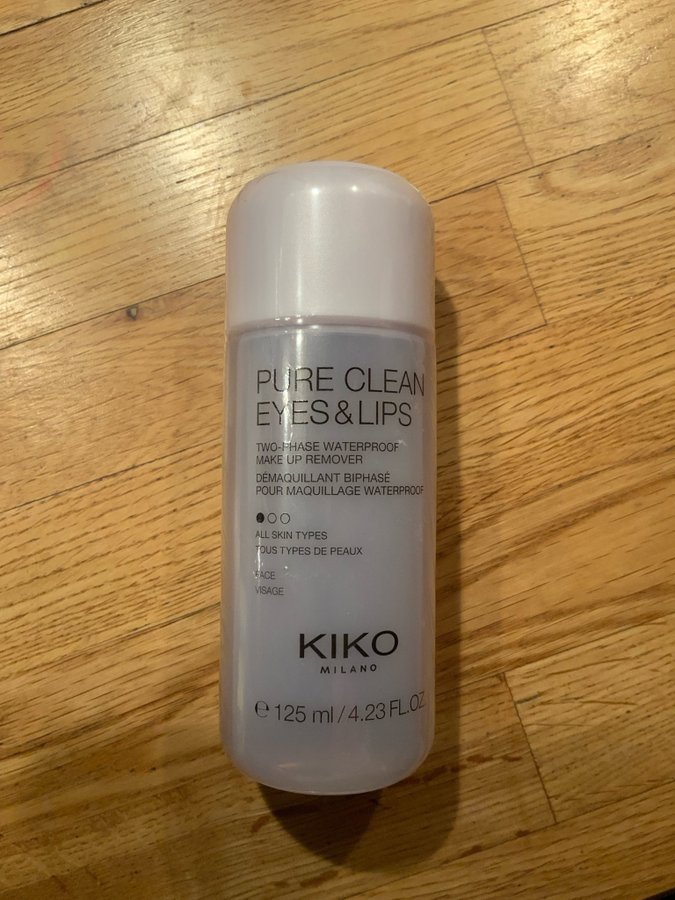 PURE CLEAN
EYES & LIPS
TWO-PHASE WATERPROOF
MAKE UP REMOVER
DÉMAQUILLANT BIPHASÉ
POUR MAQUILLAGE WATERPROOF
ALL SKIN TYPES
TOUS TYPES DE PEAUX
FACE
VISAGE
KIKO
MILANO
℮ 125 ml / 4.23 FL.OZ